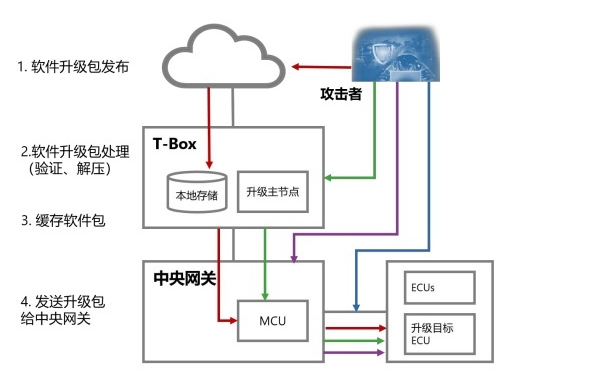 1. 软件升级包发布
攻击者
T-Box
2.软件升级包处理
（验证、解压）
本地存储
升级主节点
3. 缓存软件包
中央网关
ECUs
4. 发送升级包
给中央网关
MCU
升级目标
ECU